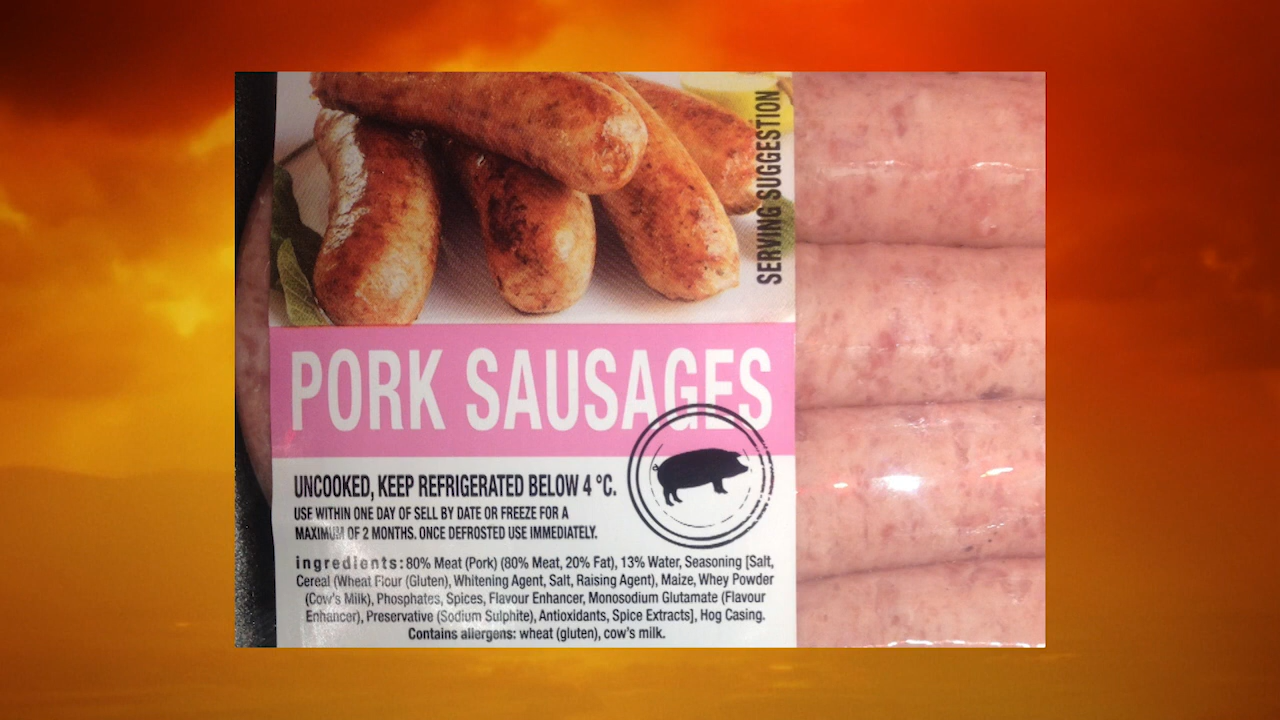 SERVING SUGGESTION
PORK SAUSAGES
UNCOOKED, KEEP REFRIGERATED BELOW 4 °C.
USE WITHIN ONE DAY OF SELL BY DATE OR FREEZE FOR A
MAXIMUM OF 2 MONTHS. ONCE DEFROSTED USE IMMEDIATELY.
ingredients: 80% Meat (Pork) (80% Meat, 20% Fat), 13% Water, Seasoning [Salt,
Cereal (Wheat Flour (Gluten), Whitening Agent, Salt, Raising Agent), Maize, Whey Powder
(Cow's Milk), Phosphates, Spices, Flavour Enhancer, Monosodium Glutamate (Flavour
Enhancer), Preservative (Sodium Sulphite), Antioxidants, Spice Extracts], Hog Casing.
Contains allergens: wheat (gluten), cow's milk.